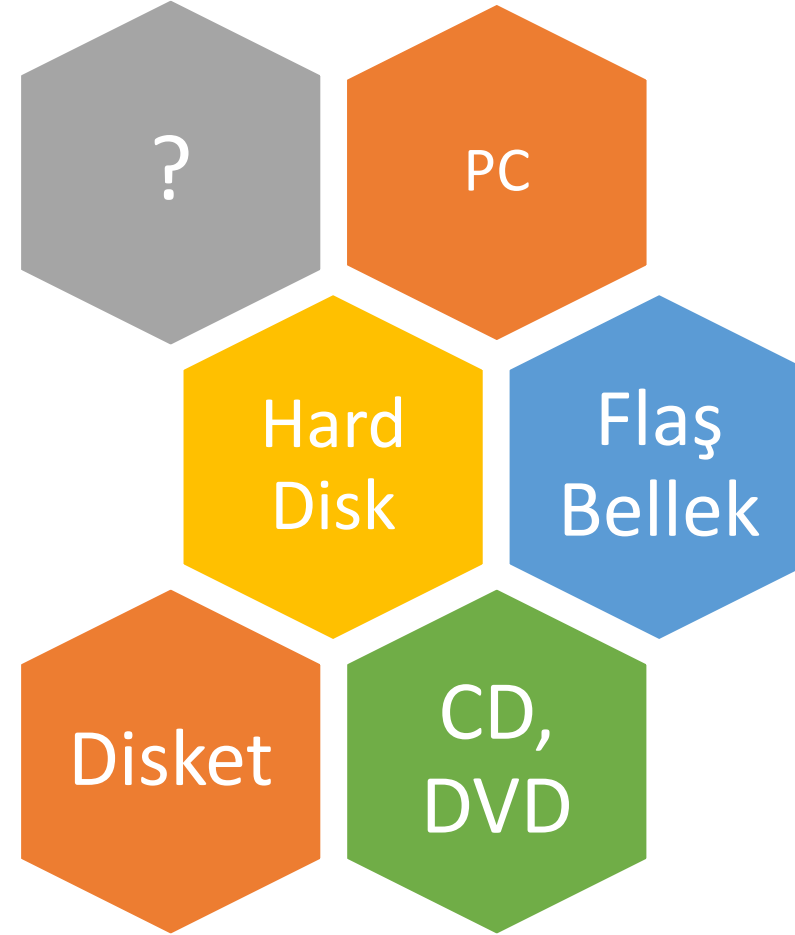 ?
PC
Hard
Disk
Flaş
Bellek
Disket
CD,
DVD